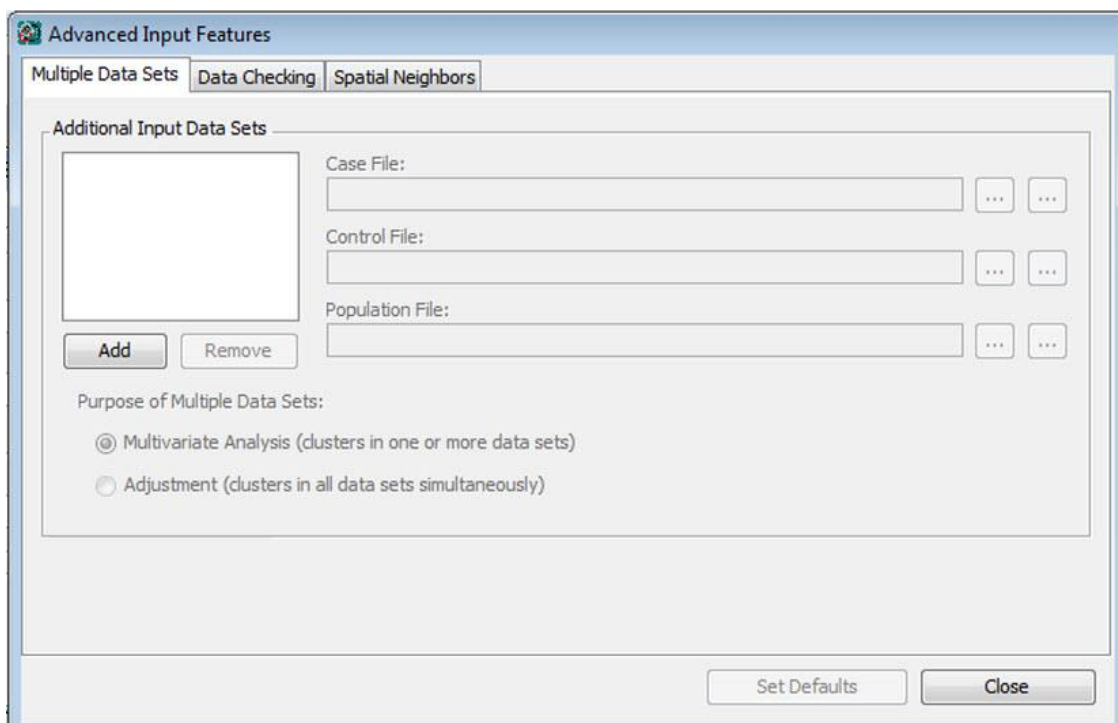 Advanced Input Features
Multiple Data Sets Data Checking Spatial Neighbors
Additional Input Data Sets
Case File:
... ...
Control File:
... ...
Population File:
... ...
Add Remove
Purpose of Multiple Data Sets:
Multivariate Analysis (clusters in one or more data sets)
Adjustment (clusters in all data sets simultaneously)
Set Defaults Close